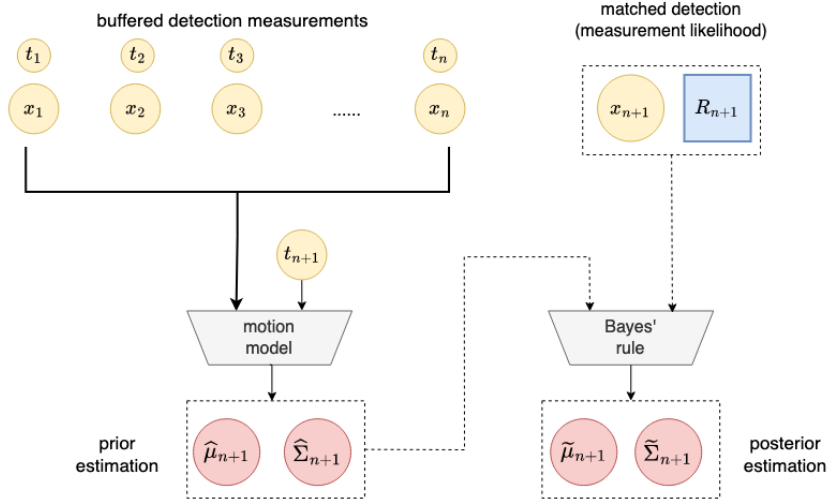 buffered detection measurements
matched detection
(measurement likelihood)
t₁ t₂ t₃ tₙ
x₁ x₂ x₃ ...... xₙ
xₙ₊₁ Rₙ₊₁
tₙ₊₁
motion
model
Bayes'
rule
prior
estimation
μ̂ₙ₊₁ Σ̂ₙ₊₁
μ̃ₙ₊₁ Σ̃ₙ₊₁
posterior
estimation